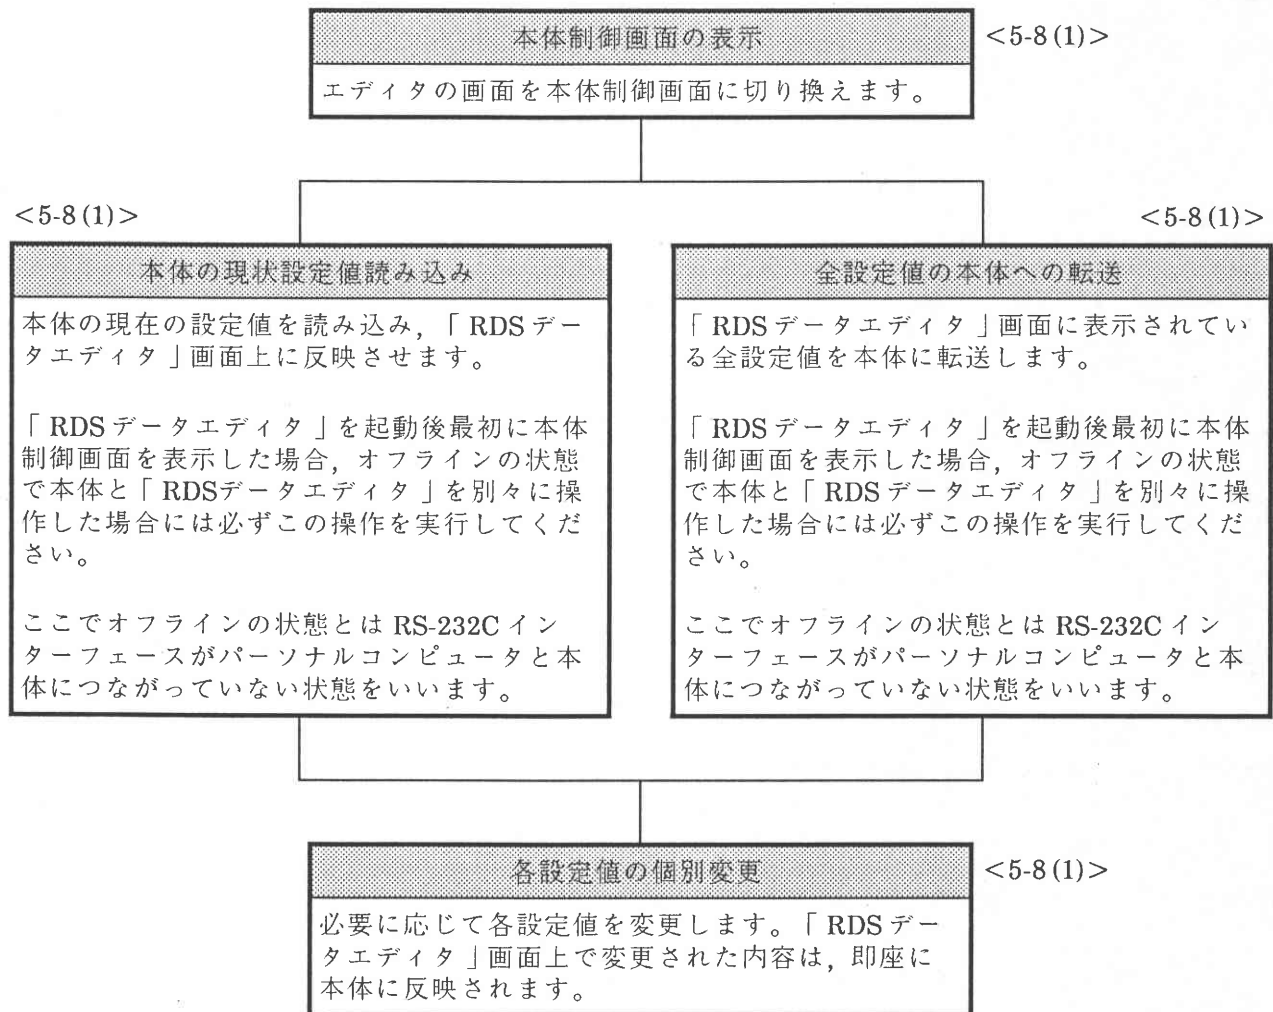 本体制御画面の表示
<5-8(1)>
エディタの画面を本体制御画面に切り換えます。
<5-8(1)>
本体の現状設定値読み込み
本体の現在の設定値を読み込み,「RDSデー
タエディタ」画面上に反映させます。
「RDSデータエディタ」を起動後最初に本体
制御画面を表示した場合,オフラインの状態
で本体と「RDSデータエディタ」を別々に操
作した場合には必ずこの操作を実行してくだ
さい。
ここでオフラインの状態とはRS-232Cイン
ターフェースがパーソナルコンピュータと本
体につながっていない状態をいいます。
<5-8(1)>
全設定値の本体への転送
「RDSデータエディタ」画面に表示されてい
る全設定値を本体に転送します。
「RDSデータエディタ」を起動後最初に本体
制御画面を表示した場合,オフラインの状態
で本体と「RDSデータエディタ」を別々に操
作した場合には必ずこの操作を実行してくだ
さい。
ここでオフラインの状態とはRS-232Cイン
ターフェースがパーソナルコンピュータと本
体につながっていない状態をいいます。
各設定値の個別変更
<5-8(1)>
必要に応じて各設定値を変更します。「RDSデー
タエディタ」画面上で変更された内容は,即座に
本体に反映されます。